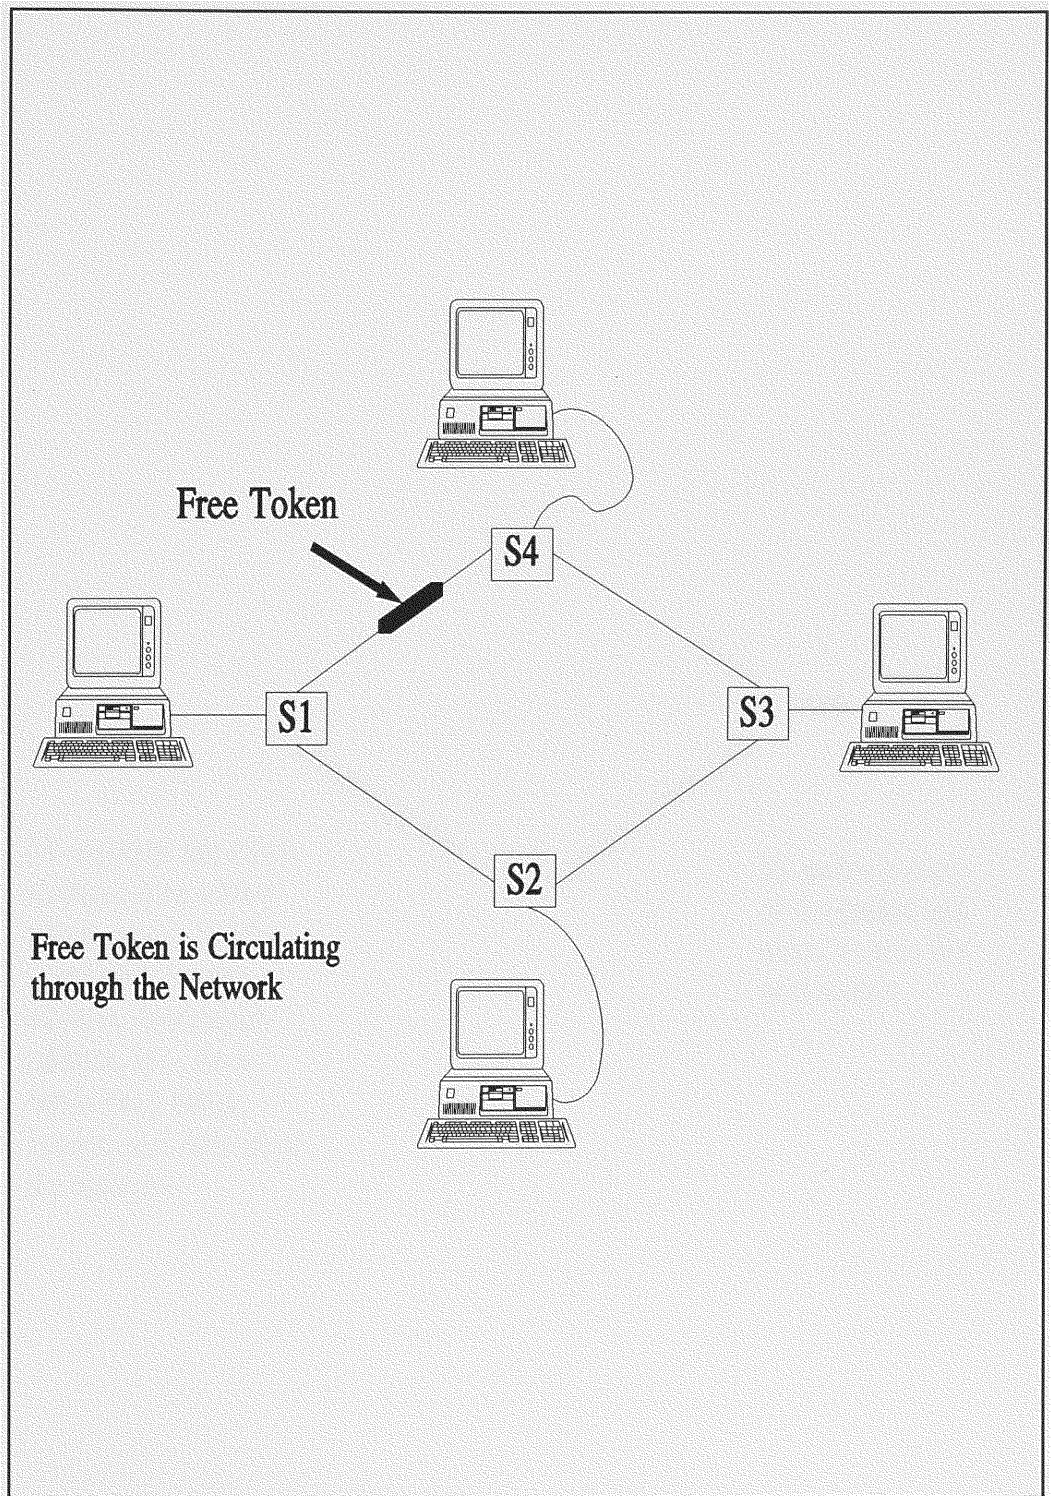 Free Token
S4
S1
S3
S2
Free Token is Circulating
through the Network